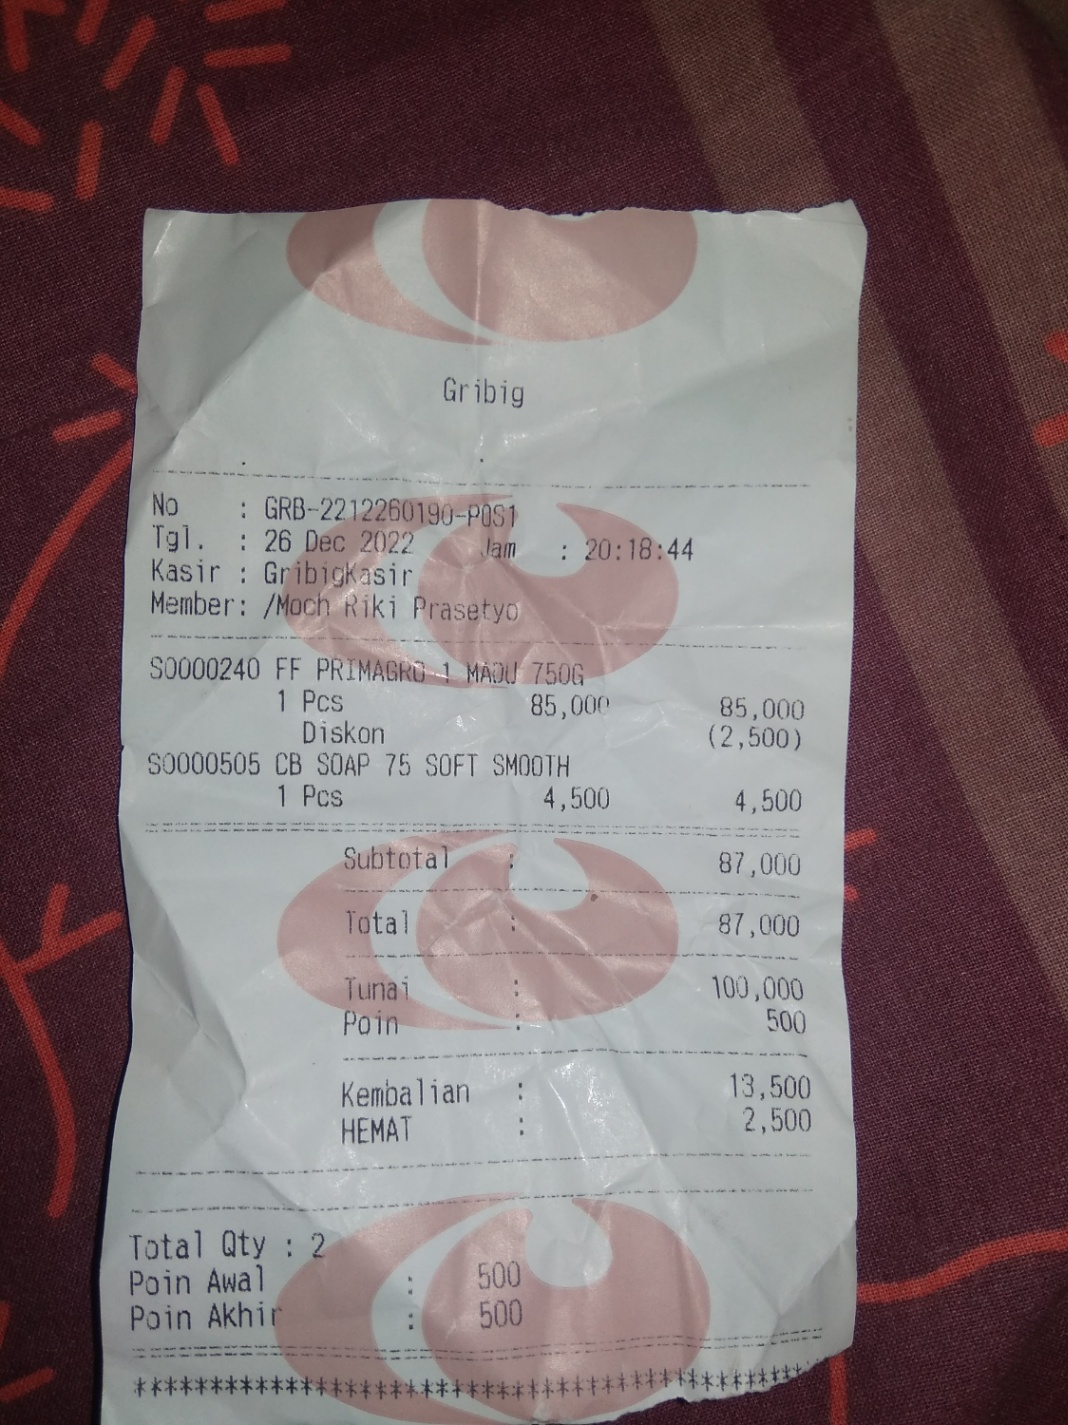 Gribig
No : GRB-2212260190-POS1
Tgl. : 26 Dec 2022 Jam : 20:18:44
Kasir : GribigKasir
Member: /Moch Riki Prasetyo
S0000240 FF PRIMAGRO 1 MADU 750G
1 Pcs 85,000 85,000
Diskon (2,500)
S0000505 CB SOAP 75 SOFT SMOOTH
1 Pcs 4,500 4,500
Subtotal : 87,000
Total : 87,000
Tunai : 100,000
Poin : 500
Kembalian : 13,500
HEMAT : 2,500
Total Qty : 2
Poin Awal : 500
Poin Akhir : 500